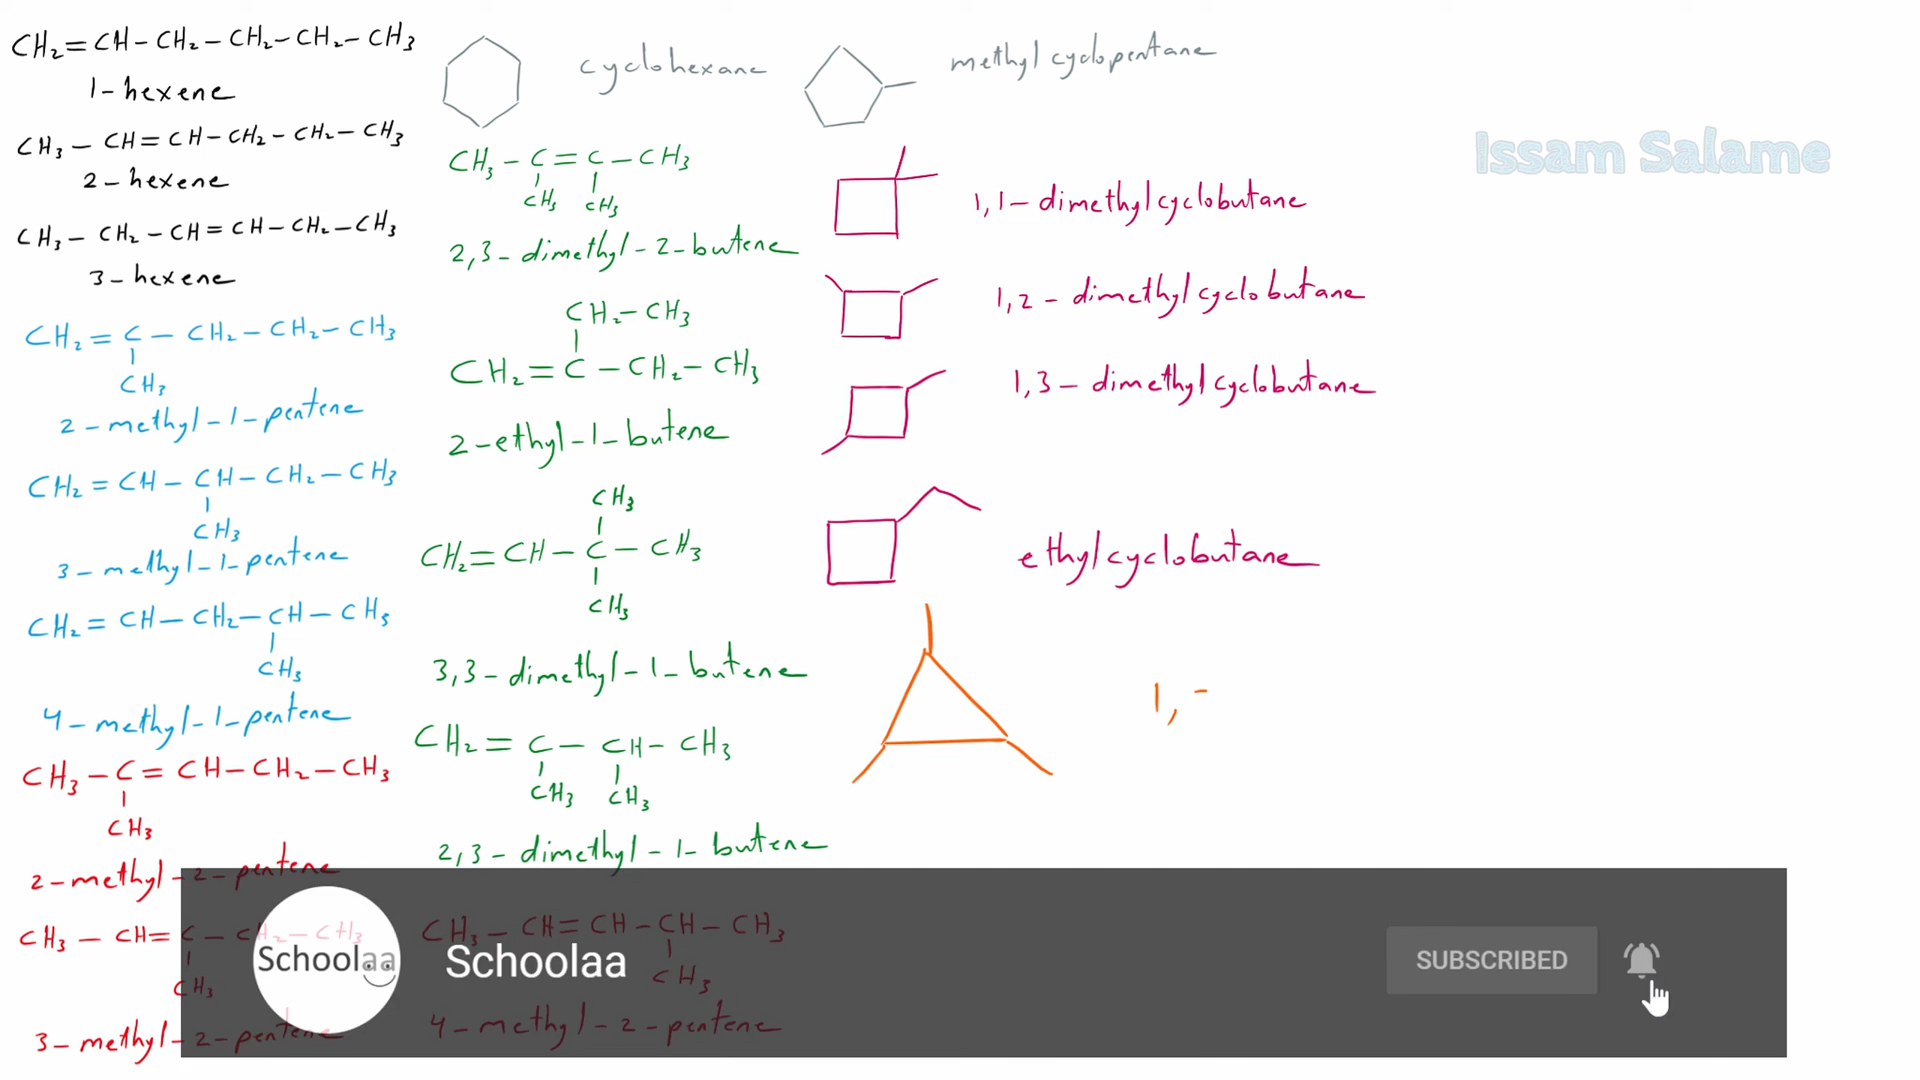 CH₂=CH-CH₂-CH₂-CH₂-CH₃
1-hexene
CH₃-CH=CH-CH₂-CH₂-CH₃
2-hexene
CH₃-CH₂-CH=CH-CH₂-CH₃
3-hexene
CH₂=C-CH₂-CH₂-CH₃
CH₃
2-methyl-1-pentene
CH₂=CH-CH-CH₂-CH₃
CH₃
3-methyl-1-pentene
CH₂=CH-CH₂-CH-CH₃
CH₃
4-methyl-1-pentene
CH₃-C=CH-CH₂-CH₃
CH₃
2-methyl-2-pentene
CH₃-CH=C-CH₂-CH₃
CH₃
3-methyl-2-pentene
cyclohexane
CH₃-C=C-CH₃
CH₃ CH₃
2,3-dimethyl-2-butene
CH₂-CH₃
CH₂=C-CH₂-CH₃
2-ethyl-1-butene
CH₃
CH₂=CH-C-CH₃
CH₃
3,3-dimethyl-1-butene
CH₂=C-CH-CH₃
CH₃ CH₃
2,3-dimethyl-1-butene
CH₃-CH=CH-CH-CH₃
CH₃
4-methyl-2-pentene
methylcyclopentane
1,1-dimethylcyclobutane
1,2-dimethylcyclobutane
1,3-dimethylcyclobutane
ethylcyclobutane
1,
Issam Salame
Schoolaa
Schoolaa
SUBSCRIBED